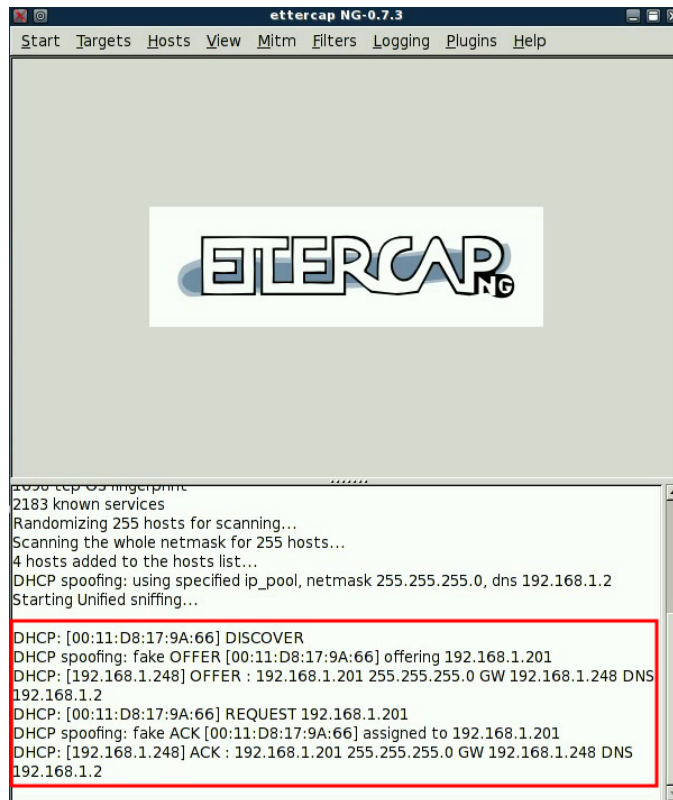 ettercap NG-0.7.3
Start Targets Hosts View Mitm Filters Logging Plugins Help
ETTERCAP
NG
1698 tcp OS fingerprint
2183 known services
Randomizing 255 hosts for scanning...
Scanning the whole netmask for 255 hosts...
4 hosts added to the hosts list...
DHCP spoofing: using specified ip_pool, netmask 255.255.255.0, dns 192.168.1.2
Starting Unified sniffing...
DHCP: [00:11:D8:17:9A:66] DISCOVER
DHCP spoofing: fake OFFER [00:11:D8:17:9A:66] offering 192.168.1.201
DHCP: [192.168.1.248] OFFER : 192.168.1.201 255.255.255.0 GW 192.168.1.248 DNS
192.168.1.2
DHCP: [00:11:D8:17:9A:66] REQUEST 192.168.1.201
DHCP spoofing: fake ACK [00:11:D8:17:9A:66] assigned to 192.168.1.201
DHCP: [192.168.1.248] ACK : 192.168.1.201 255.255.255.0 GW 192.168.1.248 DNS
192.168.1.2